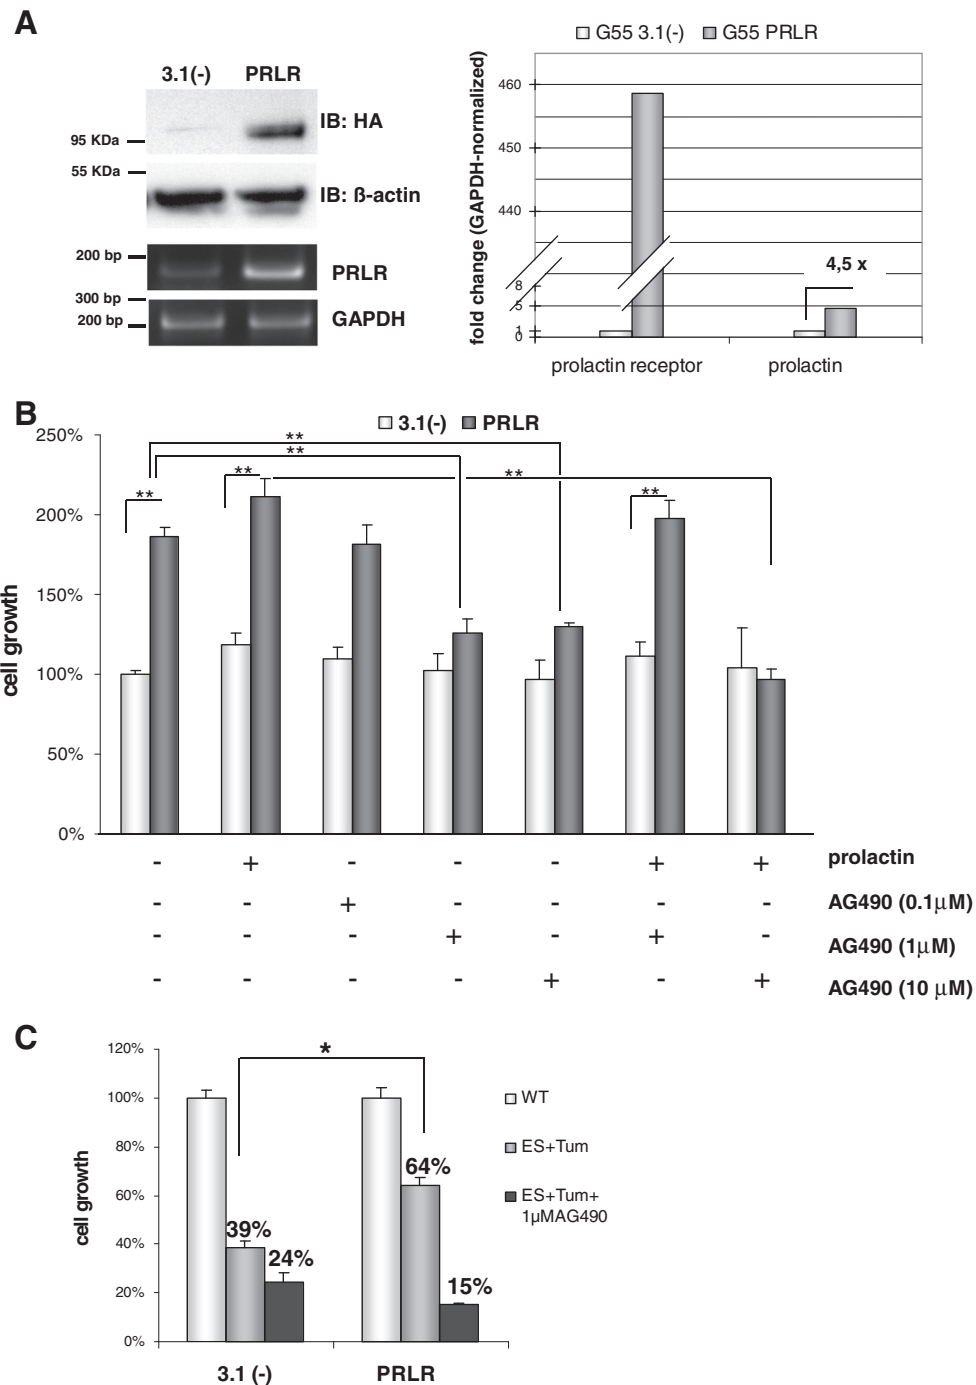 A
3.1(-) PRLR
IB: HA
95 KDa
55 KDa
IB: ß-actin
200 bp
PRLR
300 bp
200 bp
GAPDH
G55 3.1(-) G55 PRLR
fold change (GAPDH-normalized)
460
450
440
8
5
1
0
4,5 x
prolactin receptor prolactin
B
3.1(-) PRLR
cell growth
250%
200%
150%
100%
50%
0%
**
**
**
**
**
**
- + - - - + + prolactin
- - + - - - - AG490 (0.1µM)
- - - + - + - AG490 (1µM)
- - - - + - + AG490 (10 µM)
C
cell growth
120%
100%
80%
60%
40%
20%
0%
*
39%
24%
64%
15%
3.1 (-) PRLR
WT
ES+Tum
ES+Tum+
1µMAG490